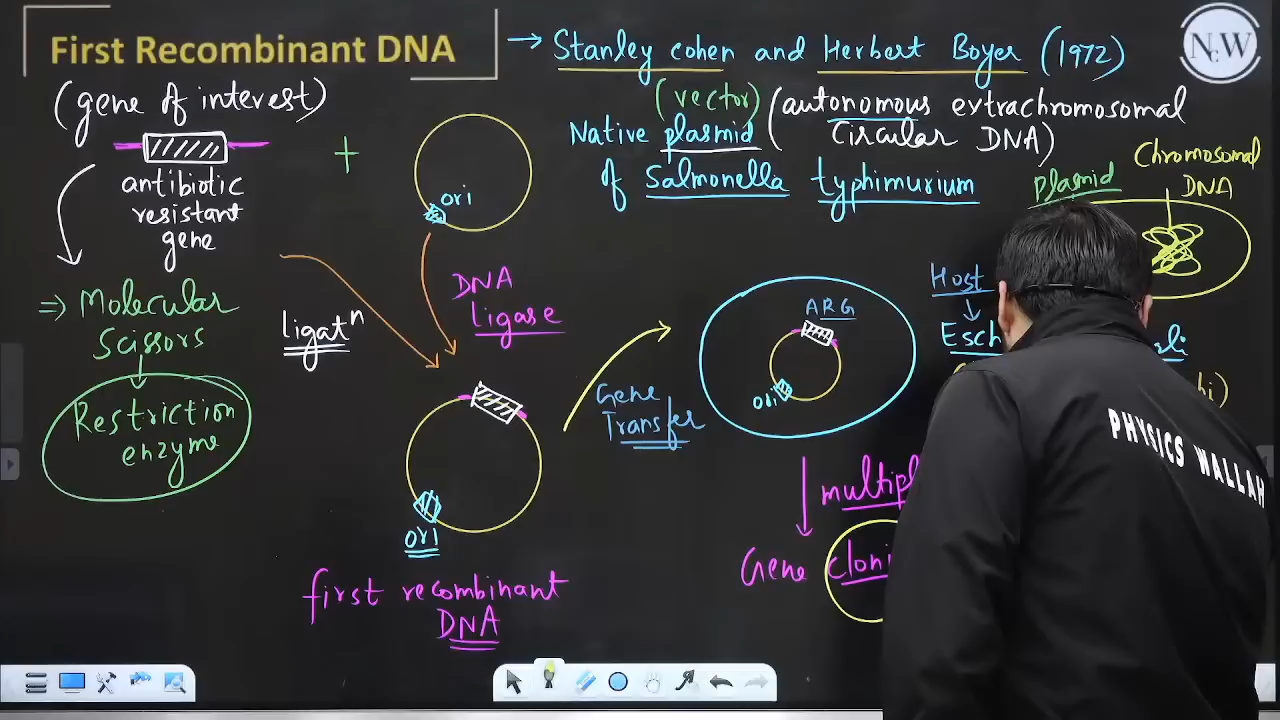 First Recombinant DNA
→ Stanley cohen and Herbert Boyer (1972)
N.W
(gene of interest)
antibiotic
resistant
gene
+
ori
(vector) (autonomous extrachromosomal
Circular DNA)
Native plasmid
of Salmonella typhimurium
plasmid
Chromosomal
DNA
⇒ Molecular
Scissors
Restriction
enzyme
ligatⁿ
DNA
ligase
ori
first recombinant
DNA
Gene
Transfer
ARG
ori
Host
↓
Gene
PHYSICS WALLAH